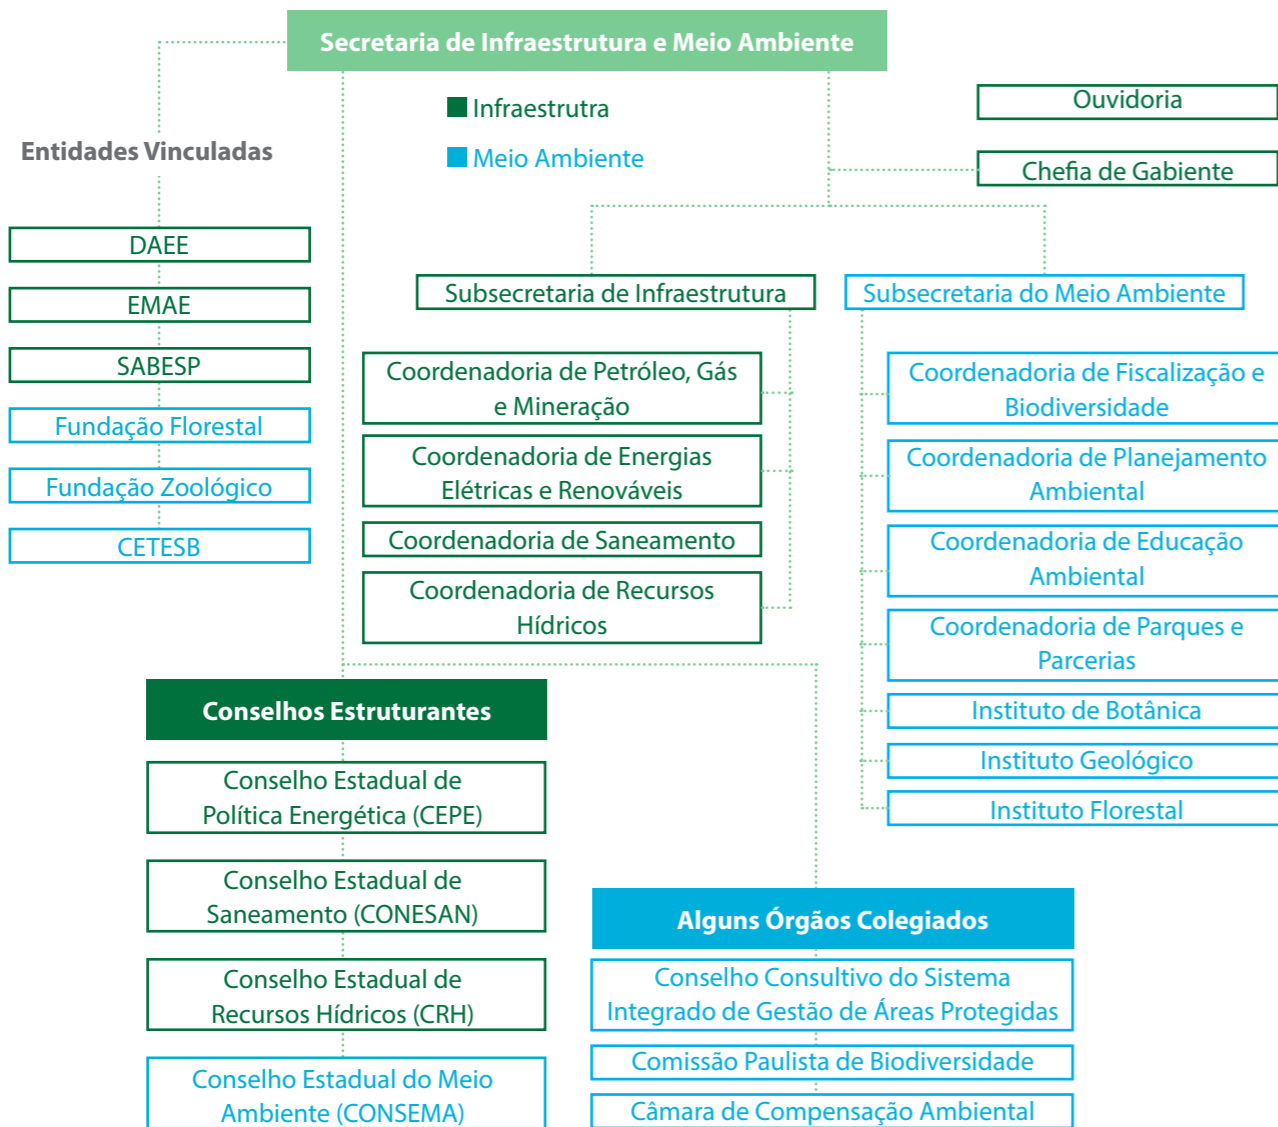 Secretaria de Infraestrutura e Meio Ambiente
Infraestrutra
Meio Ambiente
Ouvidoria
Chefia de Gabiente
Entidades Vinculadas
DAEE
EMAE
SABESP
Fundação Florestal
Fundação Zoológico
CETESB
Subsecretaria de Infraestrutura
Coordenadoria de Petróleo, Gás
e Mineração
Coordenadoria de Energias
Elétricas e Renováveis
Coordenadoria de Saneamento
Coordenadoria de Recursos
Hídricos
Subsecretaria do Meio Ambiente
Coordenadoria de Fiscalização e
Biodiversidade
Coordenadoria de Planejamento
Ambiental
Coordenadoria de Educação
Ambiental
Coordenadoria de Parques e
Parcerias
Instituto de Botânica
Instituto Geológico
Instituto Florestal
Conselhos Estruturantes
Conselho Estadual de
Política Energética (CEPE)
Conselho Estadual de
Saneamento (CONESAN)
Conselho Estadual de
Recursos Hídricos (CRH)
Conselho Estadual do Meio
Ambiente (CONSEMA)
Alguns Órgãos Colegiados
Conselho Consultivo do Sistema
Integrado de Gestão de Áreas Protegidas
Comissão Paulista de Biodiversidade
Câmara de Compensação Ambiental